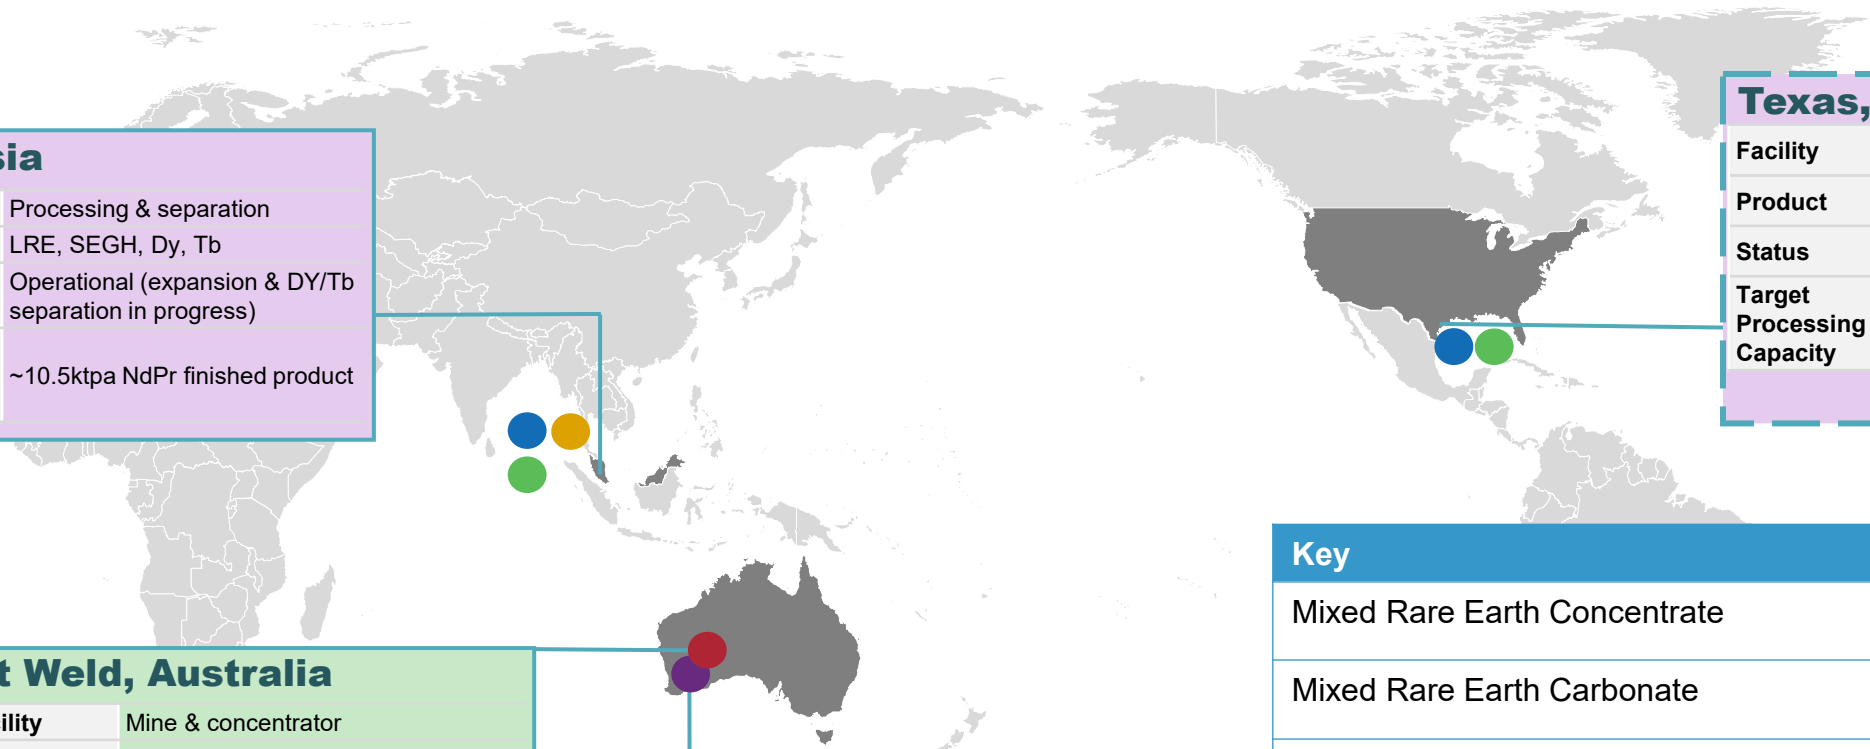 sia
Processing & separation
LRE, SEGH, Dy, Tb
Operational (expansion & DY/Tb
separation in progress)
~10.5ktpa NdPr finished product
Texas,
Facility
Product
Status
Target
Processing
Capacity
Key
Mixed Rare Earth Concentrate
Mixed Rare Earth Carbonate
t Weld, Australia
ility Mine & concentrator